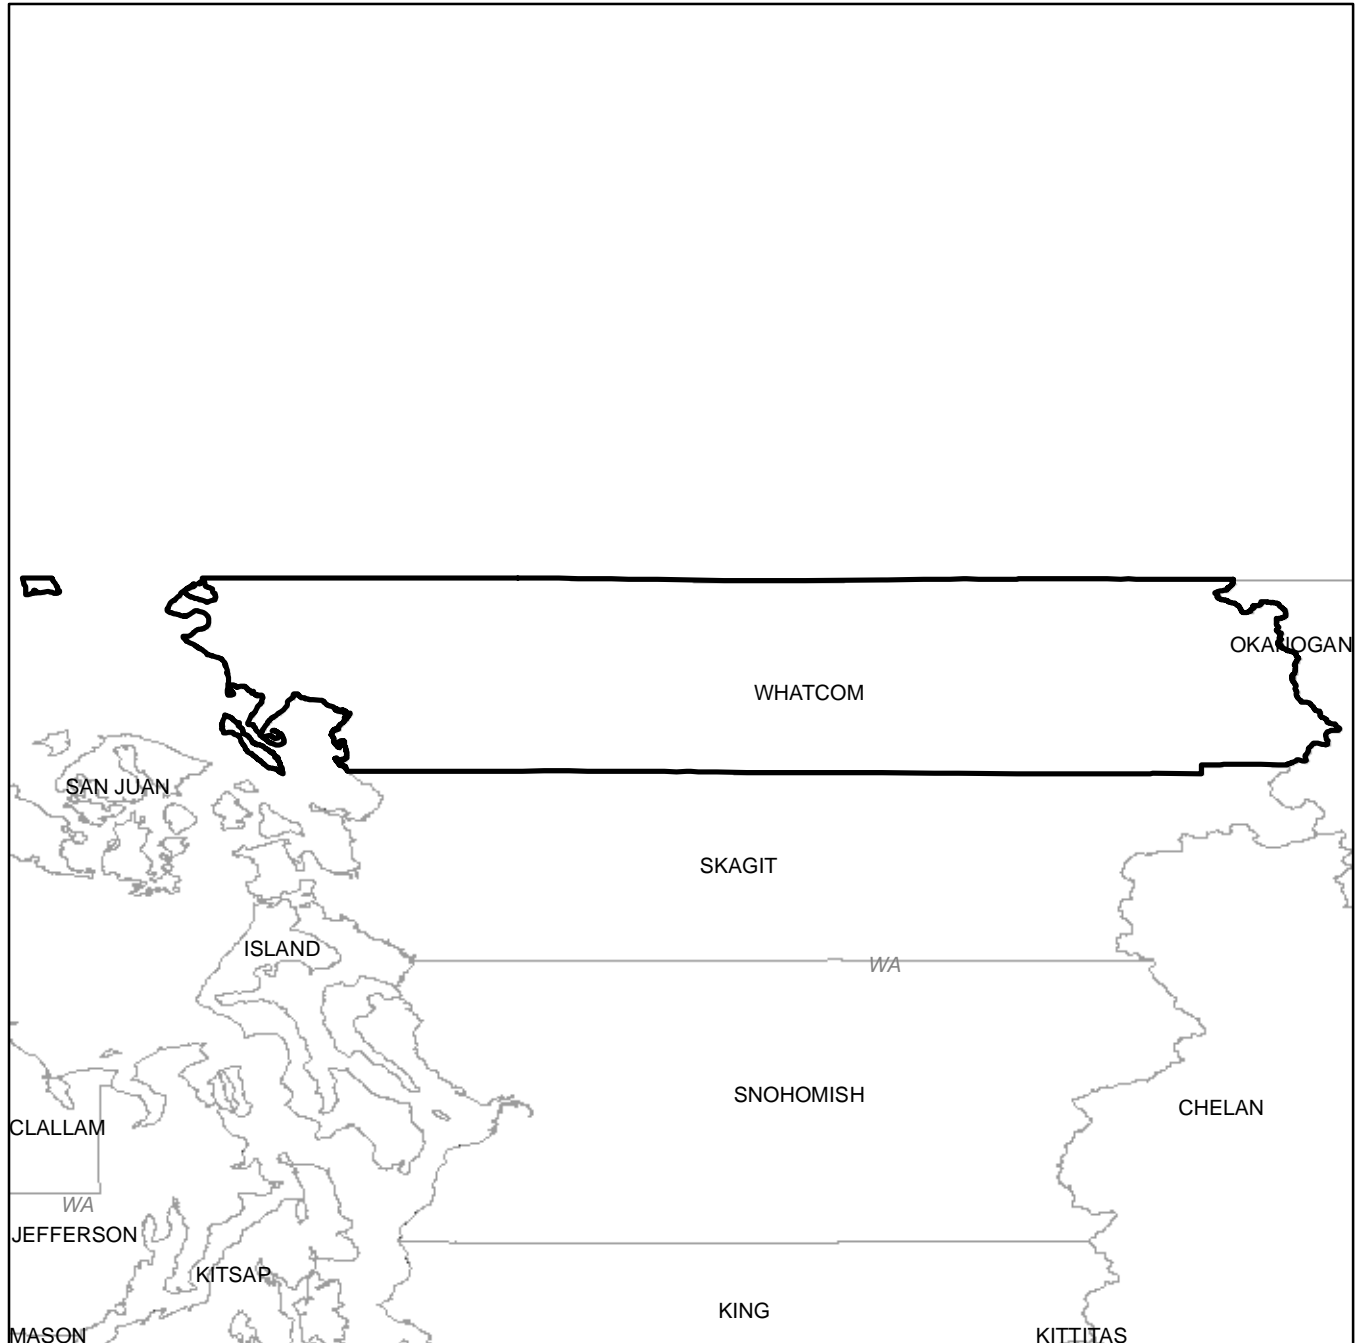 OKANOGAN
WHATCOM
SAN JUAN
SKAGIT
ISLAND
WA
SNOHOMISH
CHELAN
CLALLAM
WA
JEFFERSON
KITSAP
KING
MASON
KITTITAS